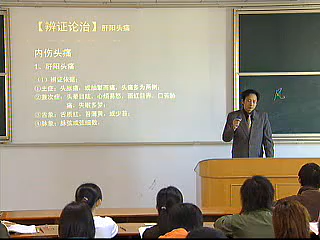 【辨证论治】肝阳头痛
内伤头痛
1、肝阳头痛
（1）辨证依据：
①主症：头胀痛，或抽掣而痛，头痛多为两侧；
②兼次症：头晕目眩，心烦易怒，面红目赤，口苦胁
痛，失眠多梦；
③舌象：舌质红，苔薄黄，或少苔；
④脉象：脉弦或弦细数。
风